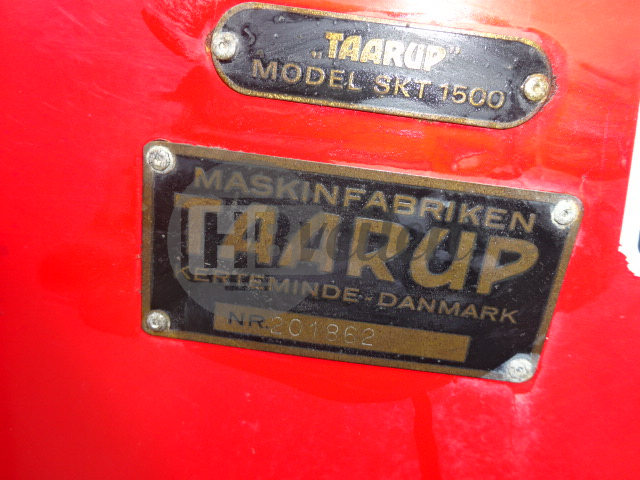 „TAARUP"
MODEL SKT 1500
MASKINFABRIKEN
TAARUP
KERTEMINDE-DANMARK
NR. 201862